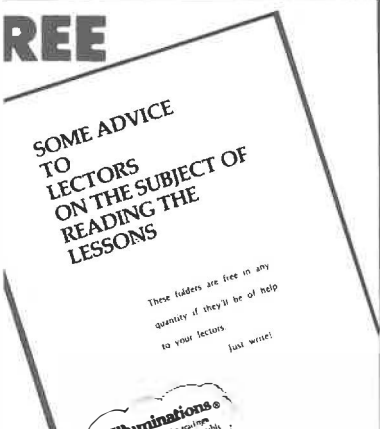 REE
SOME ADVICE
TO
LECTORS
ON THE SUBJECT OF
READING THE
LESSONS
These folders are free in any
quantity if they'll be of help
to your lectors.
Just write!